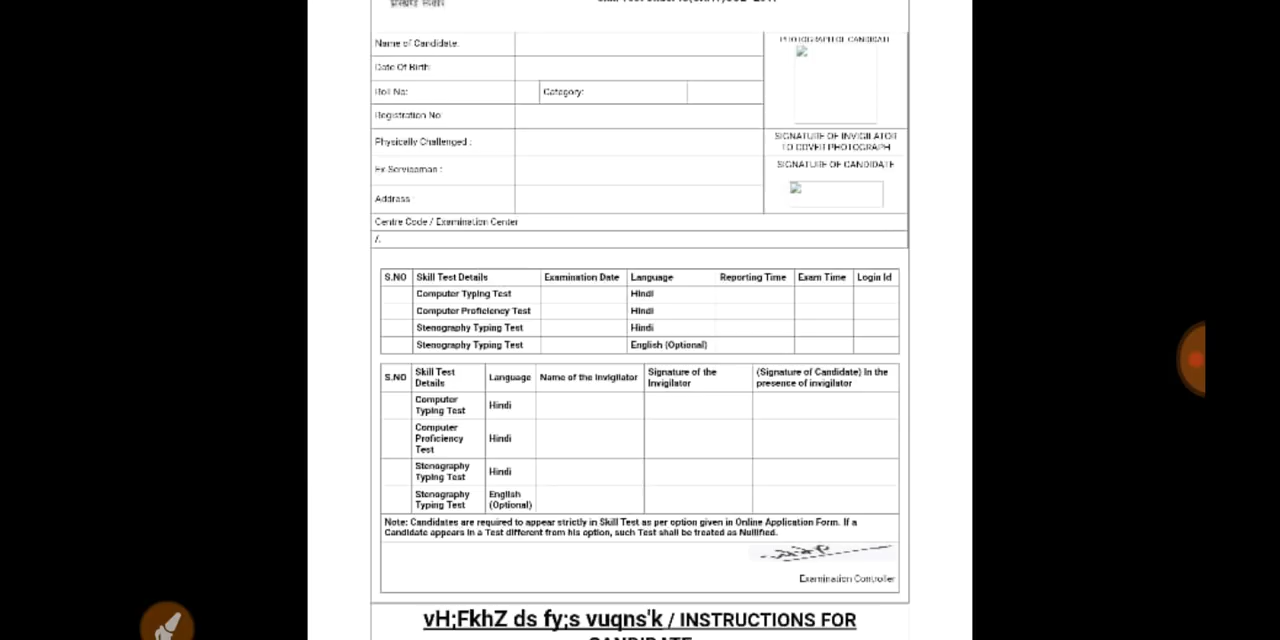 Name of Candidate:
PHOTOGRAPH OF CANDIDATE
Date Of Birth
Roll No:
Category:
Registration No
Physically Challenged :
SIGNATURE OF INVIGILATOR
TO COVER PHOTOGRAPH
SIGNATURE OF CANDIDATE
Ex Serviceman :
Address
Centre Code / Examination Center
/.
S.NO Skill Test Details Examination Date Language Reporting Time Exam Time Login Id
Computer Typing Test Hindi
Computer Proficiency Test Hindi
Stenography Typing Test Hindi
Stenography Typing Test English (Optional)
S.NO Skill Test Details Language Name of the Invigilator Signature of the Invigilator (Signature of Candidate) In the presence of invigilator
Computer Typing Test Hindi
Computer Proficiency Test Hindi
Stenography Typing Test Hindi
Stenography Typing Test English (Optional)
Note: Candidates are required to appear strictly in Skill Test as per option given in Online Application Form. If a
Candidate appears in a Test different from his option, such Test shall be treated as Nullified.
Examination Controller
vH;FkhZ ds fy;s vuqns'k / INSTRUCTIONS FOR